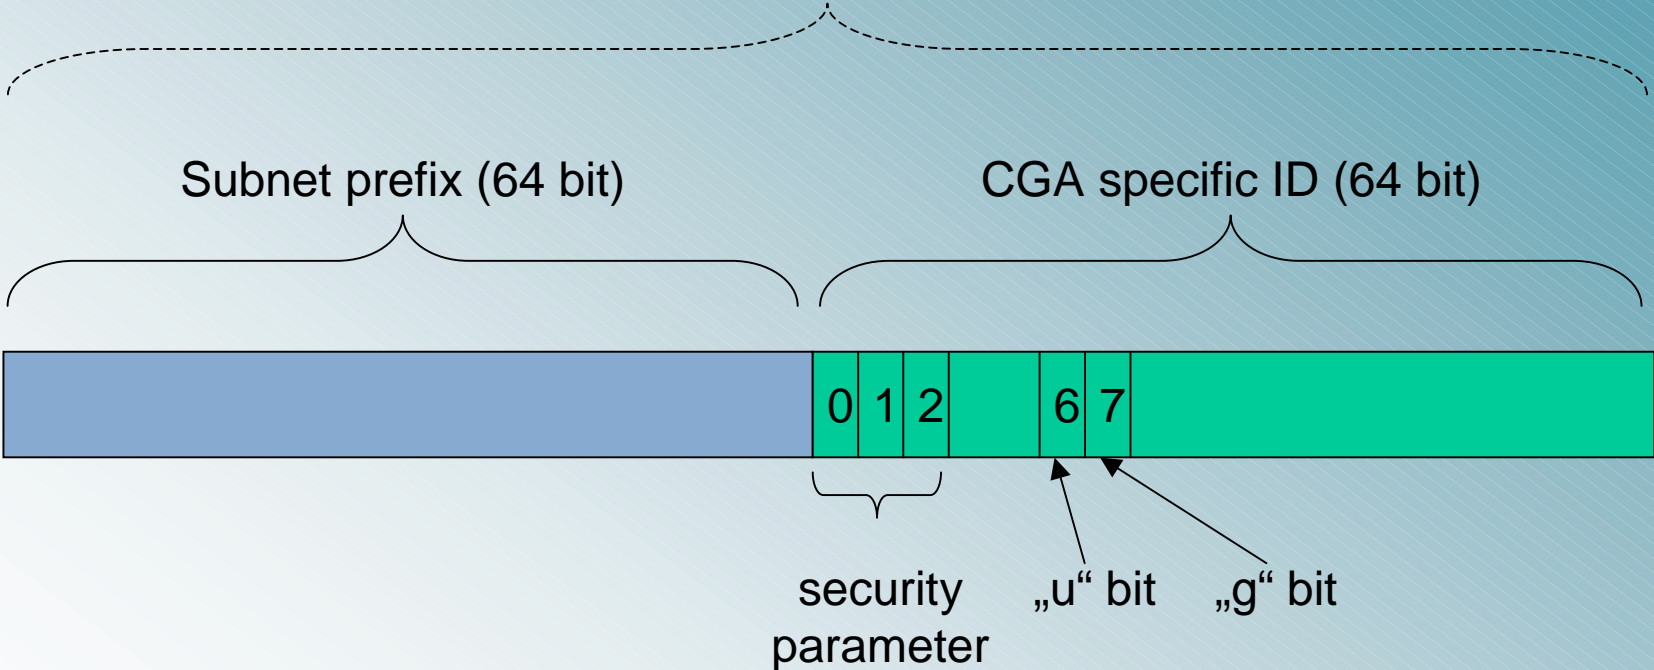 Subnet prefix (64 bit) CGA specific ID (64 bit)
0 1 2 6 7
security „u“ bit „g“ bit
parameter